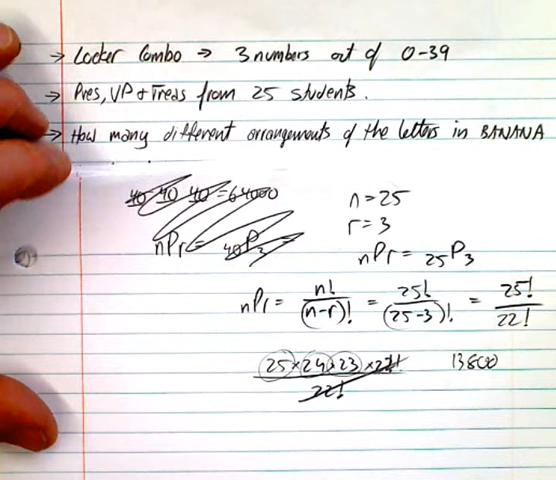 → Locker Combo → 3 numbers out of 0-39
→ Pres, VP + Treas from 25 students.
→ How many different arrangements of the letters in BANANA
40 40 40 = 64000
nPr = 40P3 =
n = 25
r = 3
nPr = 25P3
nPr = n!/(n-r)! = 25!/(25-3)! = 25!/22!
25×24×23×22!/22! 13800